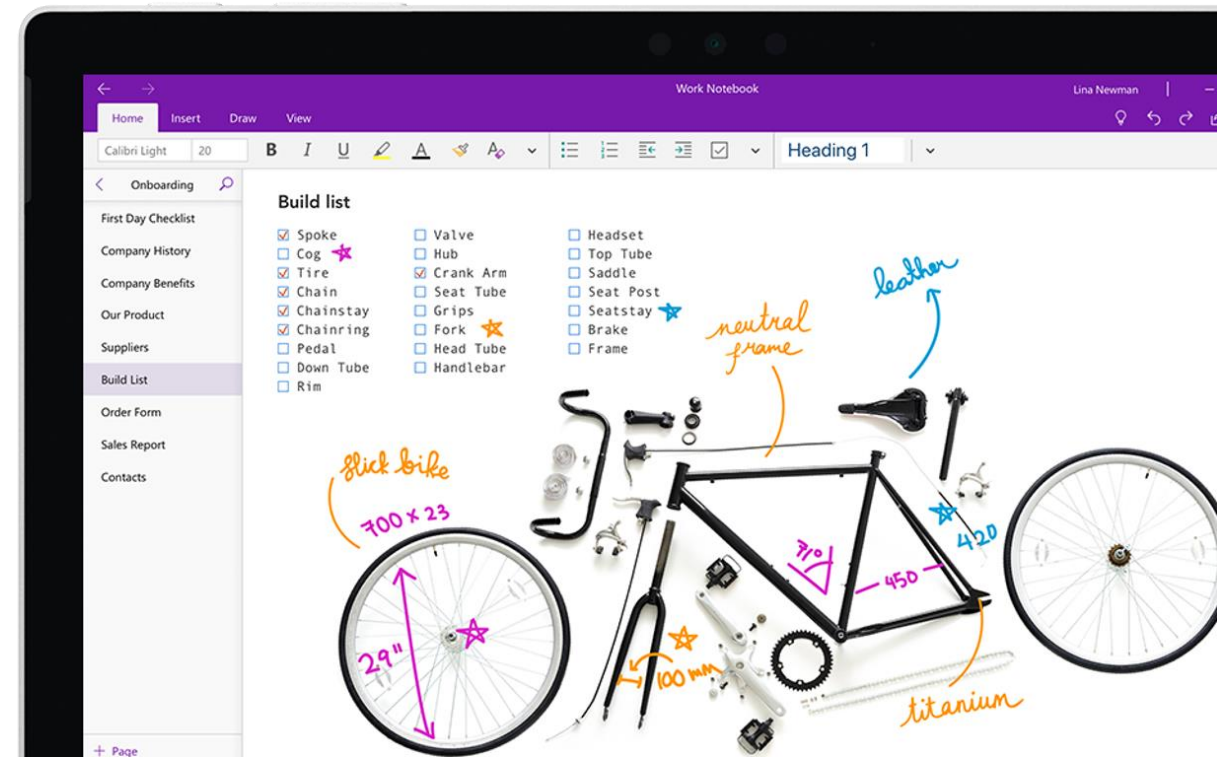 Work Notebook
Lina Newman
Home Insert Draw View
Calibri Light 20 B I U A A Heading 1
Onboarding
First Day Checklist
Company History
Company Benefits
Our Product
Suppliers
Build List
Order Form
Sales Report
Contacts
+ Page
Build list
Spoke
Cog
Tire
Chain
Chainstay
Chainring
Pedal
Down Tube
Rim
Valve
Hub
Crank Arm
Seat Tube
Grips
Fork
Head Tube
Handlebar
Headset
Top Tube
Saddle
Seat Post
Seatstay
Brake
Frame
leather
neutral
frame
slick bike
700 x 23
29"
100 mm
71°
450
420
titanium